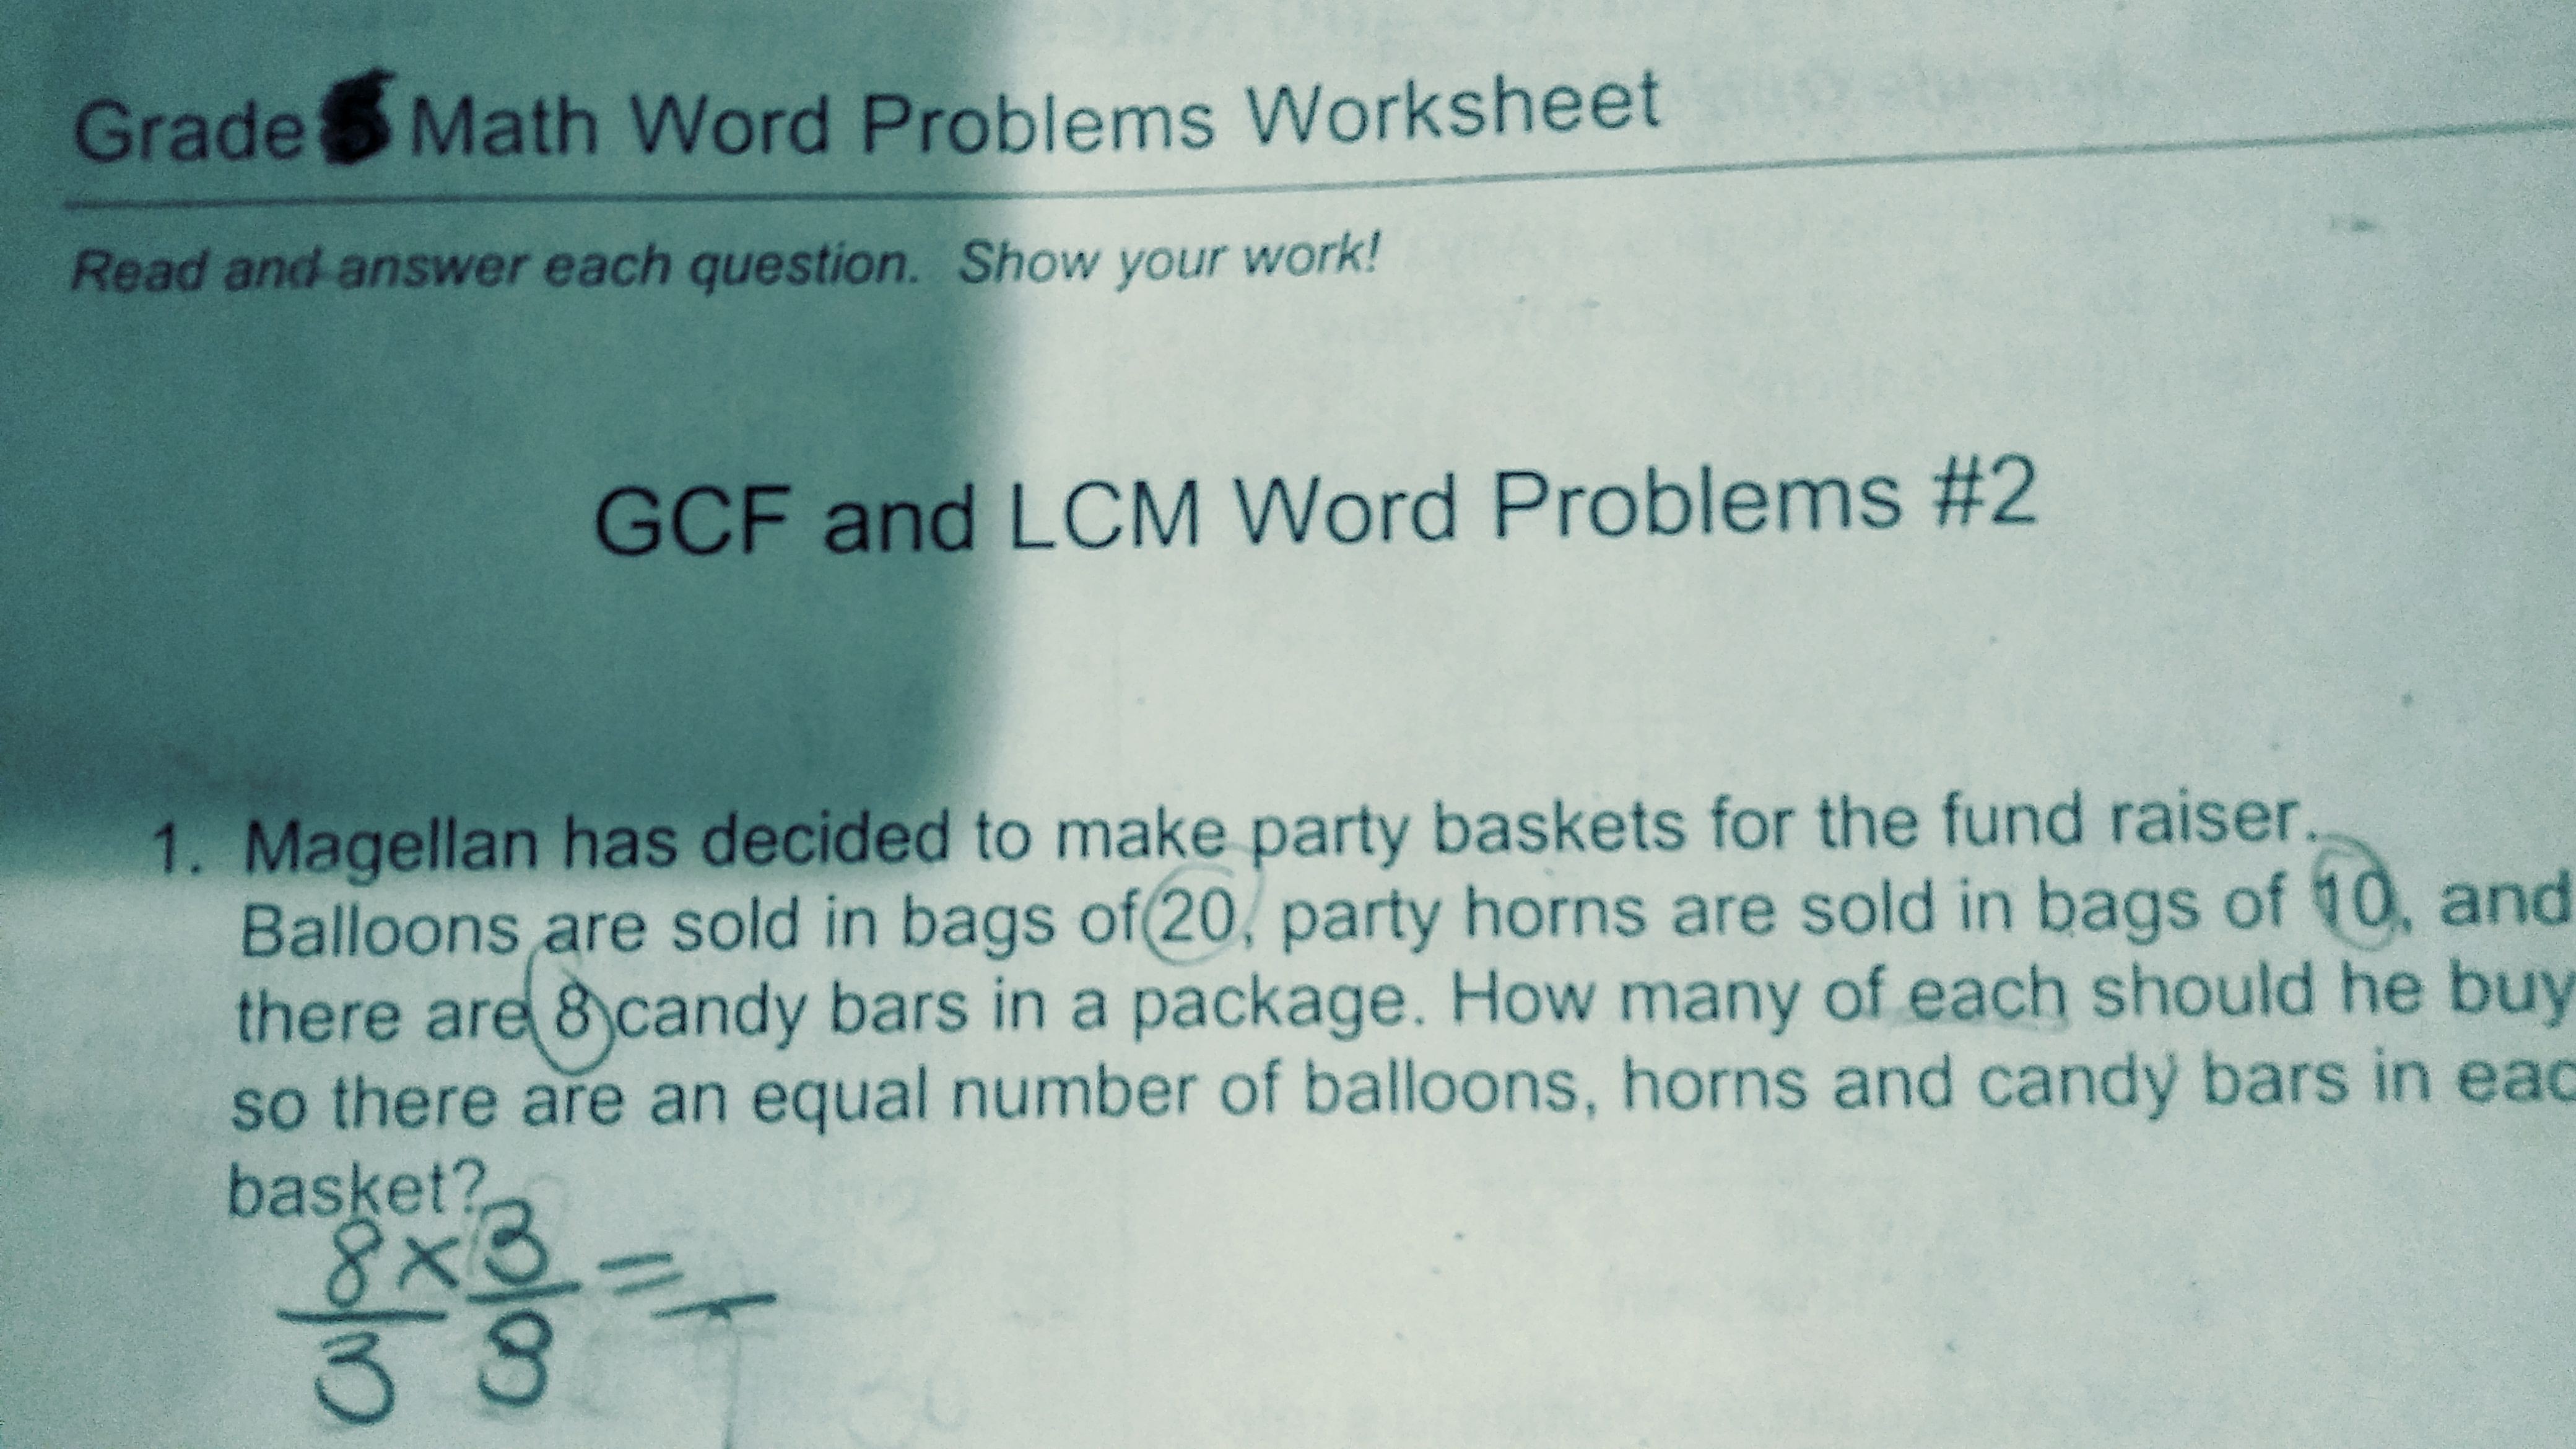 Grade 5 Math Word Problems Worksheet
Read and answer each question. Show your work!
GCF and LCM Word Problems #2
1. Magellan has decided to make party baskets for the fund raiser.
Balloons are sold in bags of 20, party horns are sold in bags of 10, and
there are 8 candy bars in a package. How many of each should he buy
so there are an equal number of balloons, horns and candy bars in eac
basket?
8 x 3 =
3